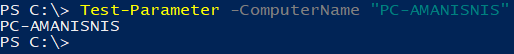 PS C:\> Test-Parameter -ComputerName "PC-AMANISNIS"
PC-AMANISNIS
PS C:\>